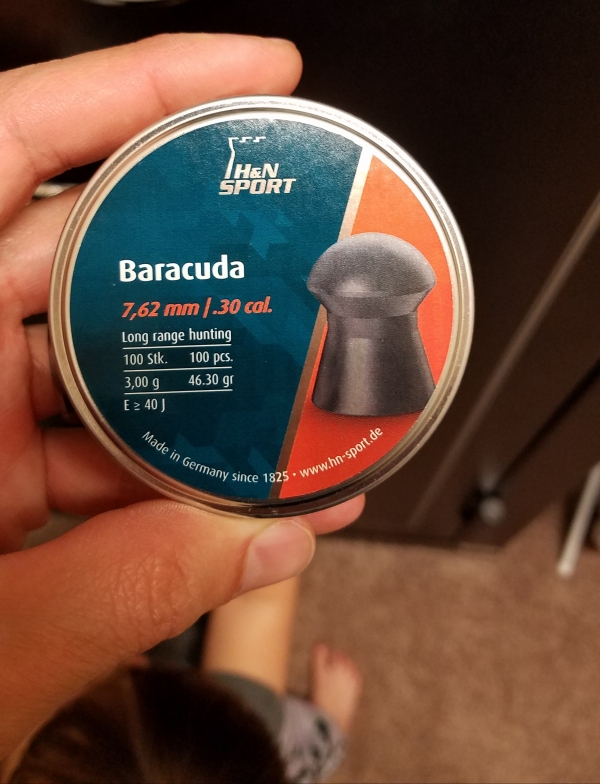 H&N
SPORT
Baracuda
7,62 mm | .30 cal.
Long range hunting
100 Stk. 100 pcs.
3,00 g 46.30 gr
E ≥ 40 J
Made in Germany since 1825 • www.hn-sport.de